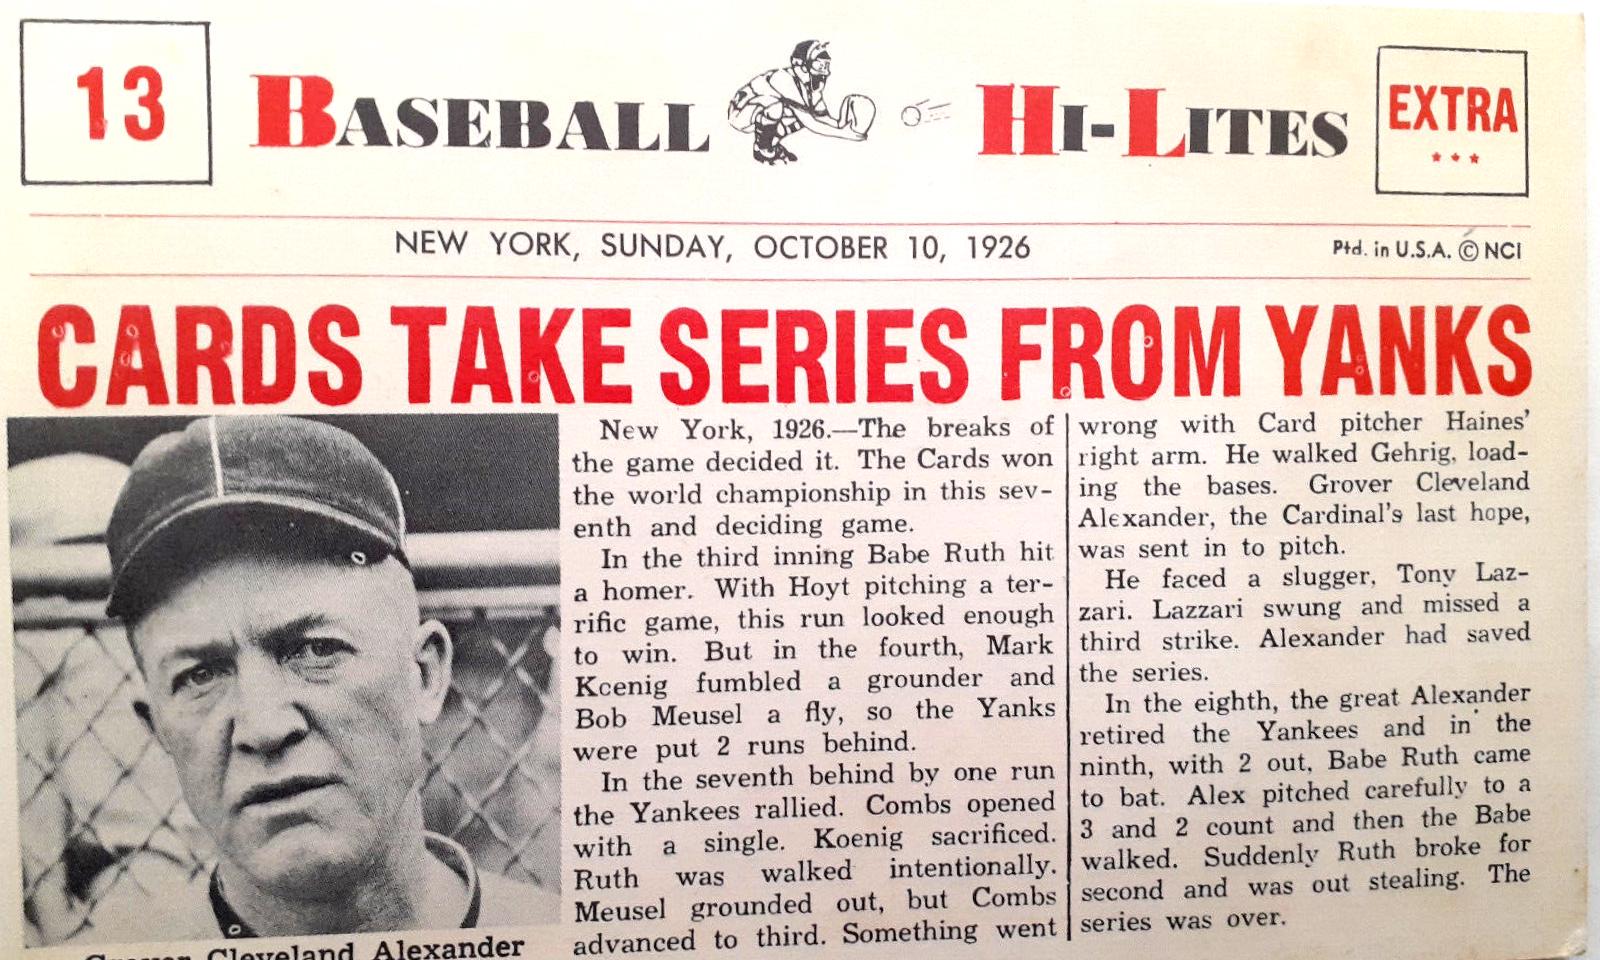 13
BASEBALL HI-LITES
EXTRA
NEW YORK, SUNDAY, OCTOBER 10, 1926
Ptd. in U.S.A. © NCI
CARDS TAKE SERIES FROM YANKS
New York, 1926.—The breaks of
the game decided it. The Cards won
the world championship in this sev-
enth and deciding game.
In the third inning Babe Ruth hit
a homer. With Hoyt pitching a ter-
rific game, this run looked enough
to win. But in the fourth, Mark
Koenig fumbled a grounder and
Bob Meusel a fly, so the Yanks
were put 2 runs behind.
In the seventh behind by one run
the Yankees rallied. Combs opened
with a single. Koenig sacrificed.
Ruth was walked intentionally.
Meusel grounded out, but Combs
advanced to third. Something went
wrong with Card pitcher Haines'
right arm. He walked Gehrig, load-
ing the bases. Grover Cleveland
Alexander, the Cardinal's last hope,
was sent in to pitch.
He faced a slugger, Tony Laz-
zari. Lazzari swung and missed a
third strike. Alexander had saved
the series.
In the eighth, the great Alexander
retired the Yankees and in the
ninth, with 2 out, Babe Ruth came
to bat. Alex pitched carefully to a
3 and 2 count and then the Babe
walked. Suddenly Ruth broke for
second and was out stealing. The
series was over.
Grover Cleveland Alexander